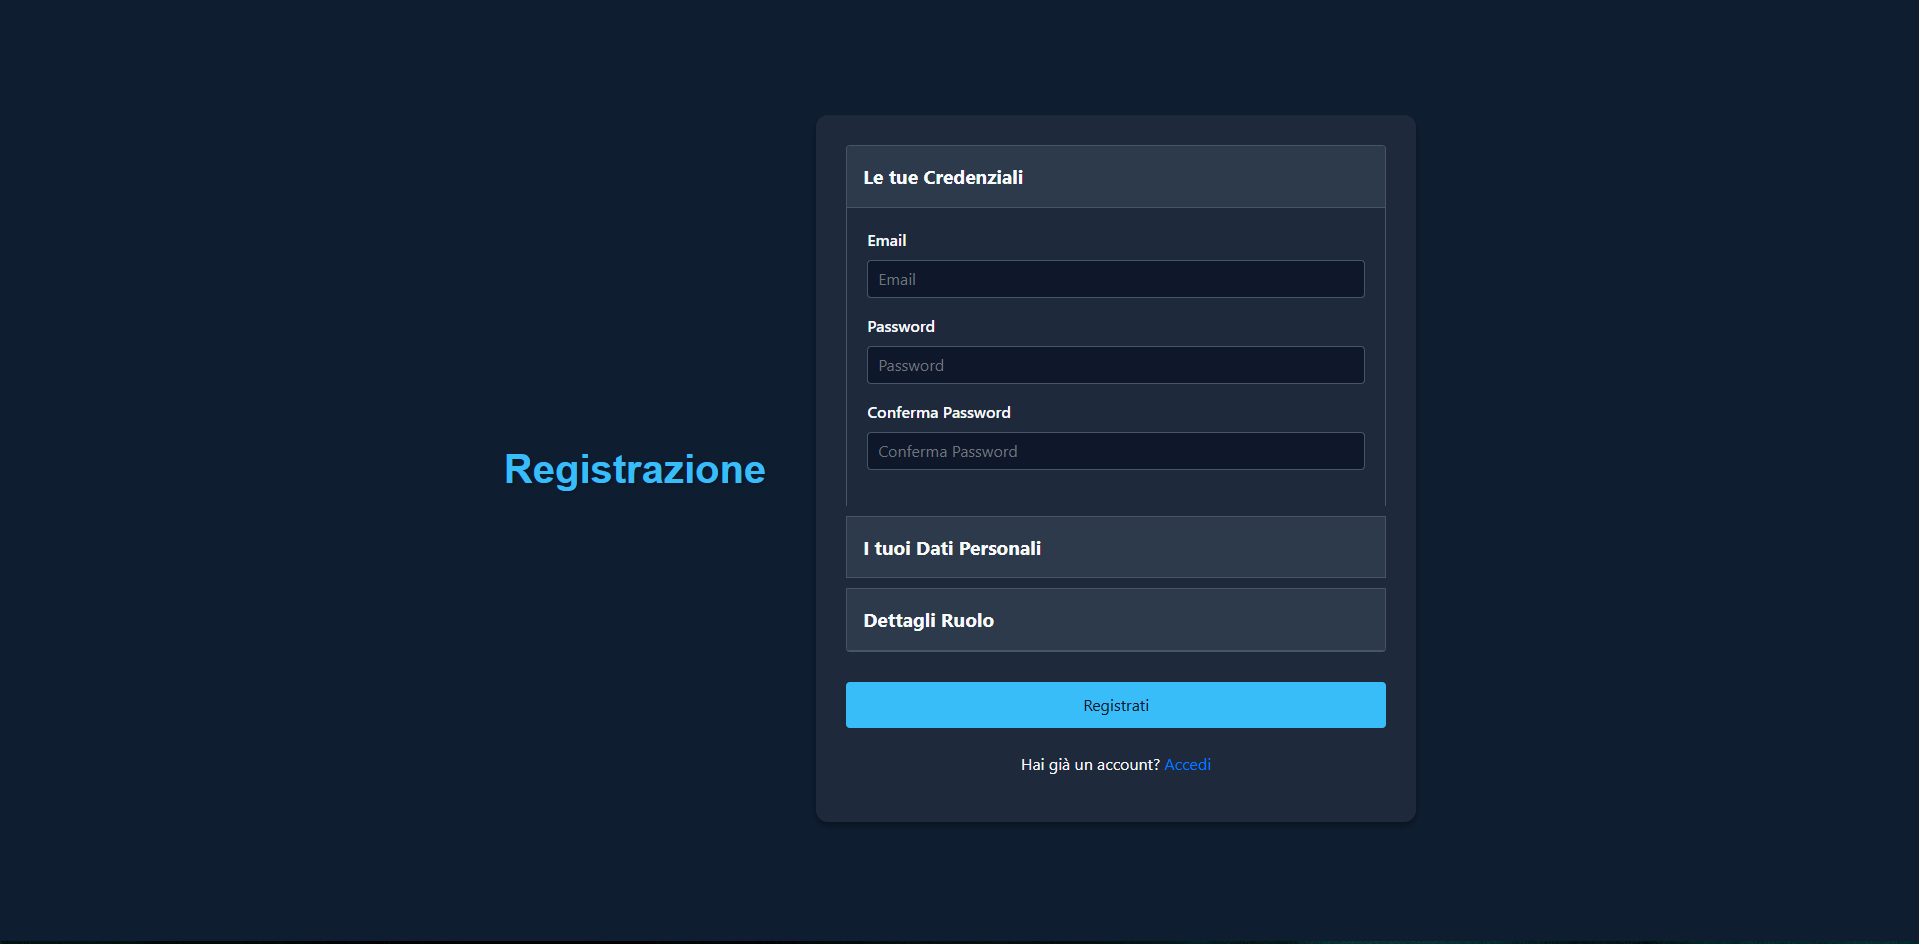 Registrazione
Le tue Credenziali
Email
Email
Password
Password
Conferma Password
Conferma Password
I tuoi Dati Personali
Dettagli Ruolo
Registrati
Hai già un account? Accedi